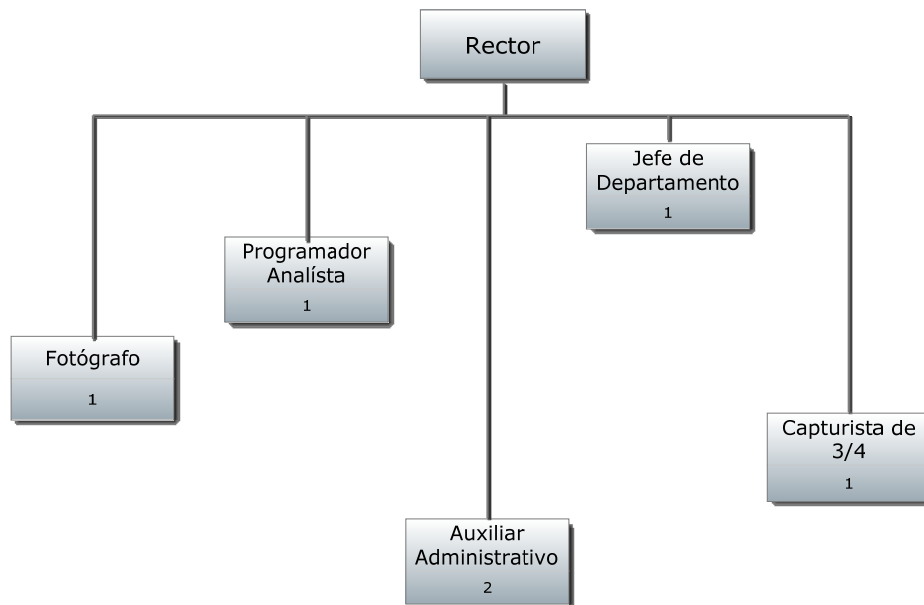 Rector
Jefe de
Departamento
1
Programador
Analísta
1
Fotógrafo
1
Capturista de
3/4
1
Auxiliar
Administrativo
2